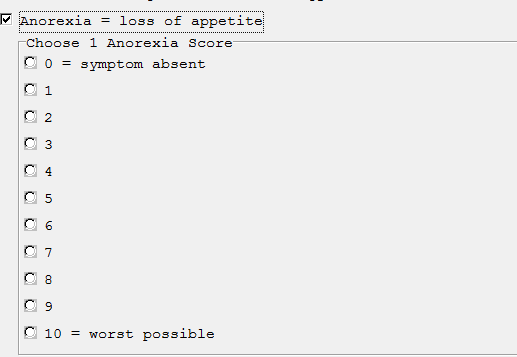 Anorexia = loss of appetite
Choose 1 Anorexia Score
0 = symptom absent
1
2
3
4
5
6
7
8
9
10 = worst possible